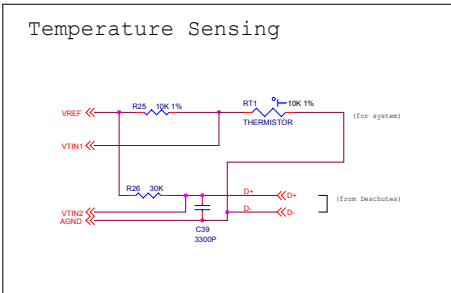 Temperature Sensing
R25 10K 1% RT1 10K 1%
VREF THERMISTOR (for system)
VTIN1
R26 30K
D+ D+
VTIN2 D- D- (from Deschutes)
AGND
C39
3300P